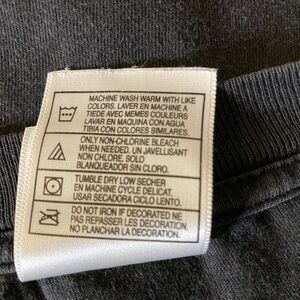 MACHINE WASH WARM WITH LIKE
COLORS. LAVER EN MACHINE A
TIEDE AVEC MEMES COULEURS
LAVAR EN MAQUINA CON AGUA
TIBIA CON COLORES SIMILARES.
ONLY NON-CHLORINE BLEACH
WHEN NEEDED. UN JAVELLISANT
NON CHLORE. SOLO
BLANQUEADOR SIN CLORO.
TUMBLE DRY LOW SECHER
EN MACHINE CYCLE DELICAT.
USAR SECADORA CICLO LENTO.
DO NOT IRON IF DECORATED NE
PAS REPASSER LES DECORATION.
NO PLANCHAR LA DECORATION.